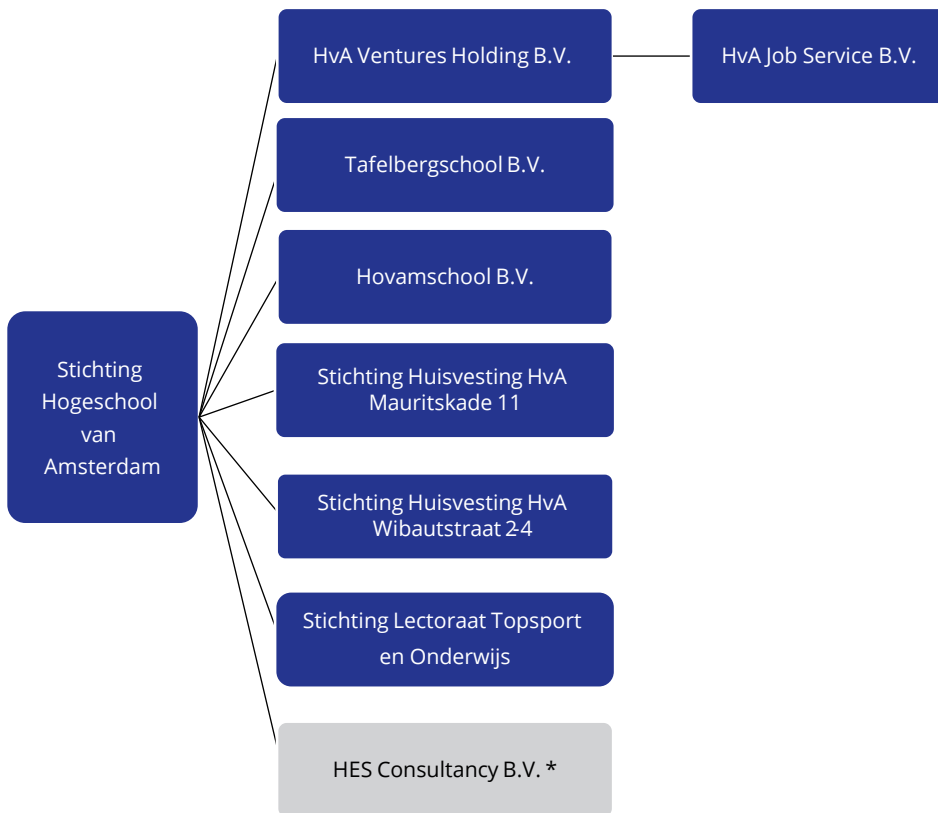 HvA Ventures Holding B.V.
HvA Job Service B.V.
Tafelbergschool B.V.
Hovamschool B.V.
Stichting
Hogeschool
van
Amsterdam
Stichting Huisvesting HvA
Mauritskade 11
Stichting Huisvesting HvA
Wibautstraat 2-4
Stichting Lectoraat Topsport
en Onderwijs
HES Consultancy B.V. *